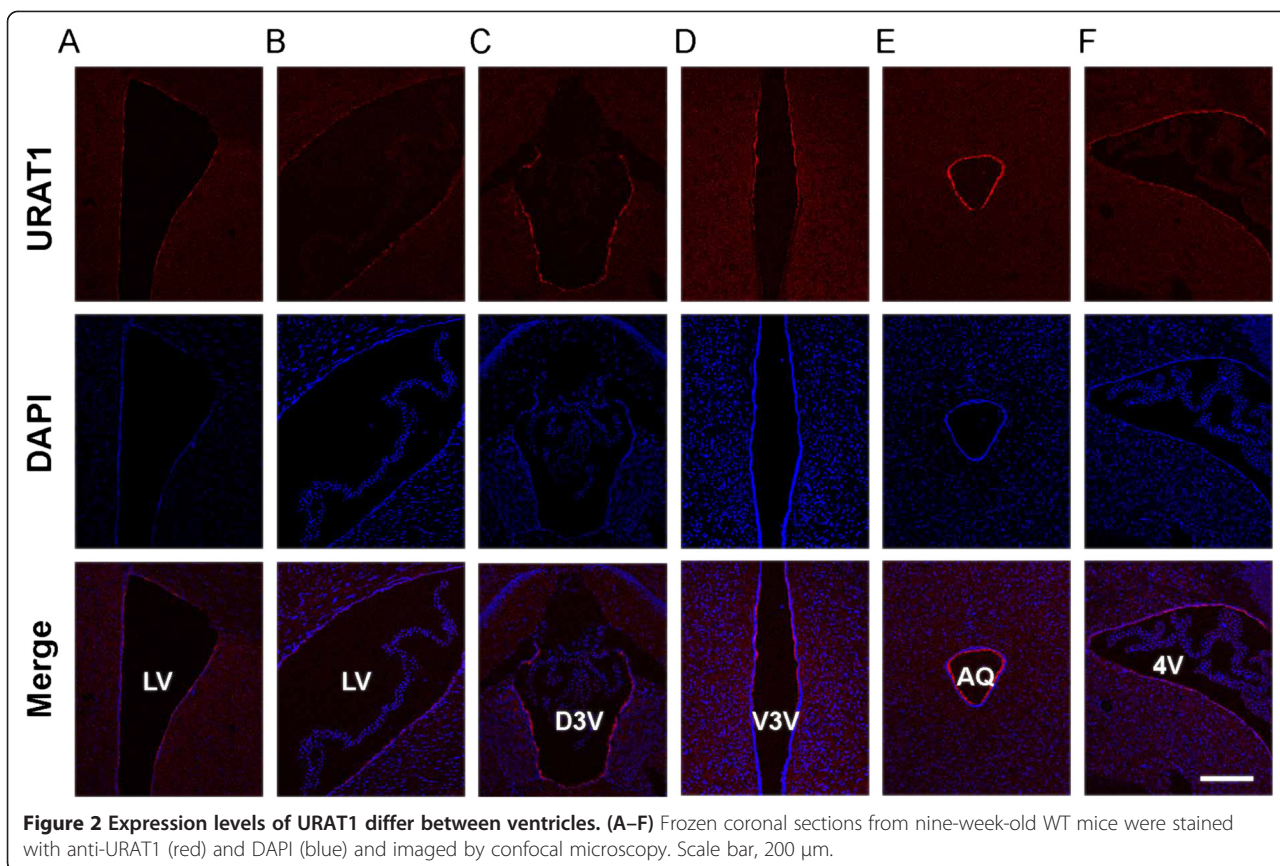 A B C D E F
URAT1
DAPI
Merge
LV LV D3V V3V AQ 4V
Figure 2 Expression levels of URAT1 differ between ventricles. (A–F) Frozen coronal sections from nine-week-old WT mice were stained
with anti-URAT1 (red) and DAPI (blue) and imaged by confocal microscopy. Scale bar, 200 μm.